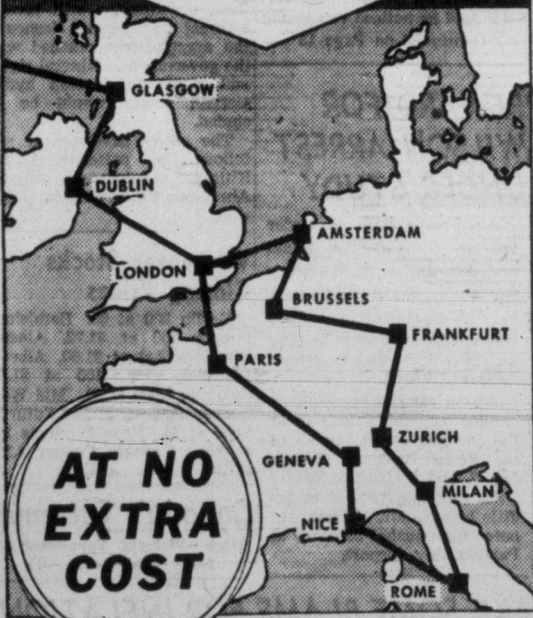 GLASGOW
DUBLIN
AMSTERDAM
LONDON
BRUSSELS
FRANKFURT
PARIS
ZURICH
GENEVA
MILAN
NICE
ROME
AT NO
EXTRA
COST